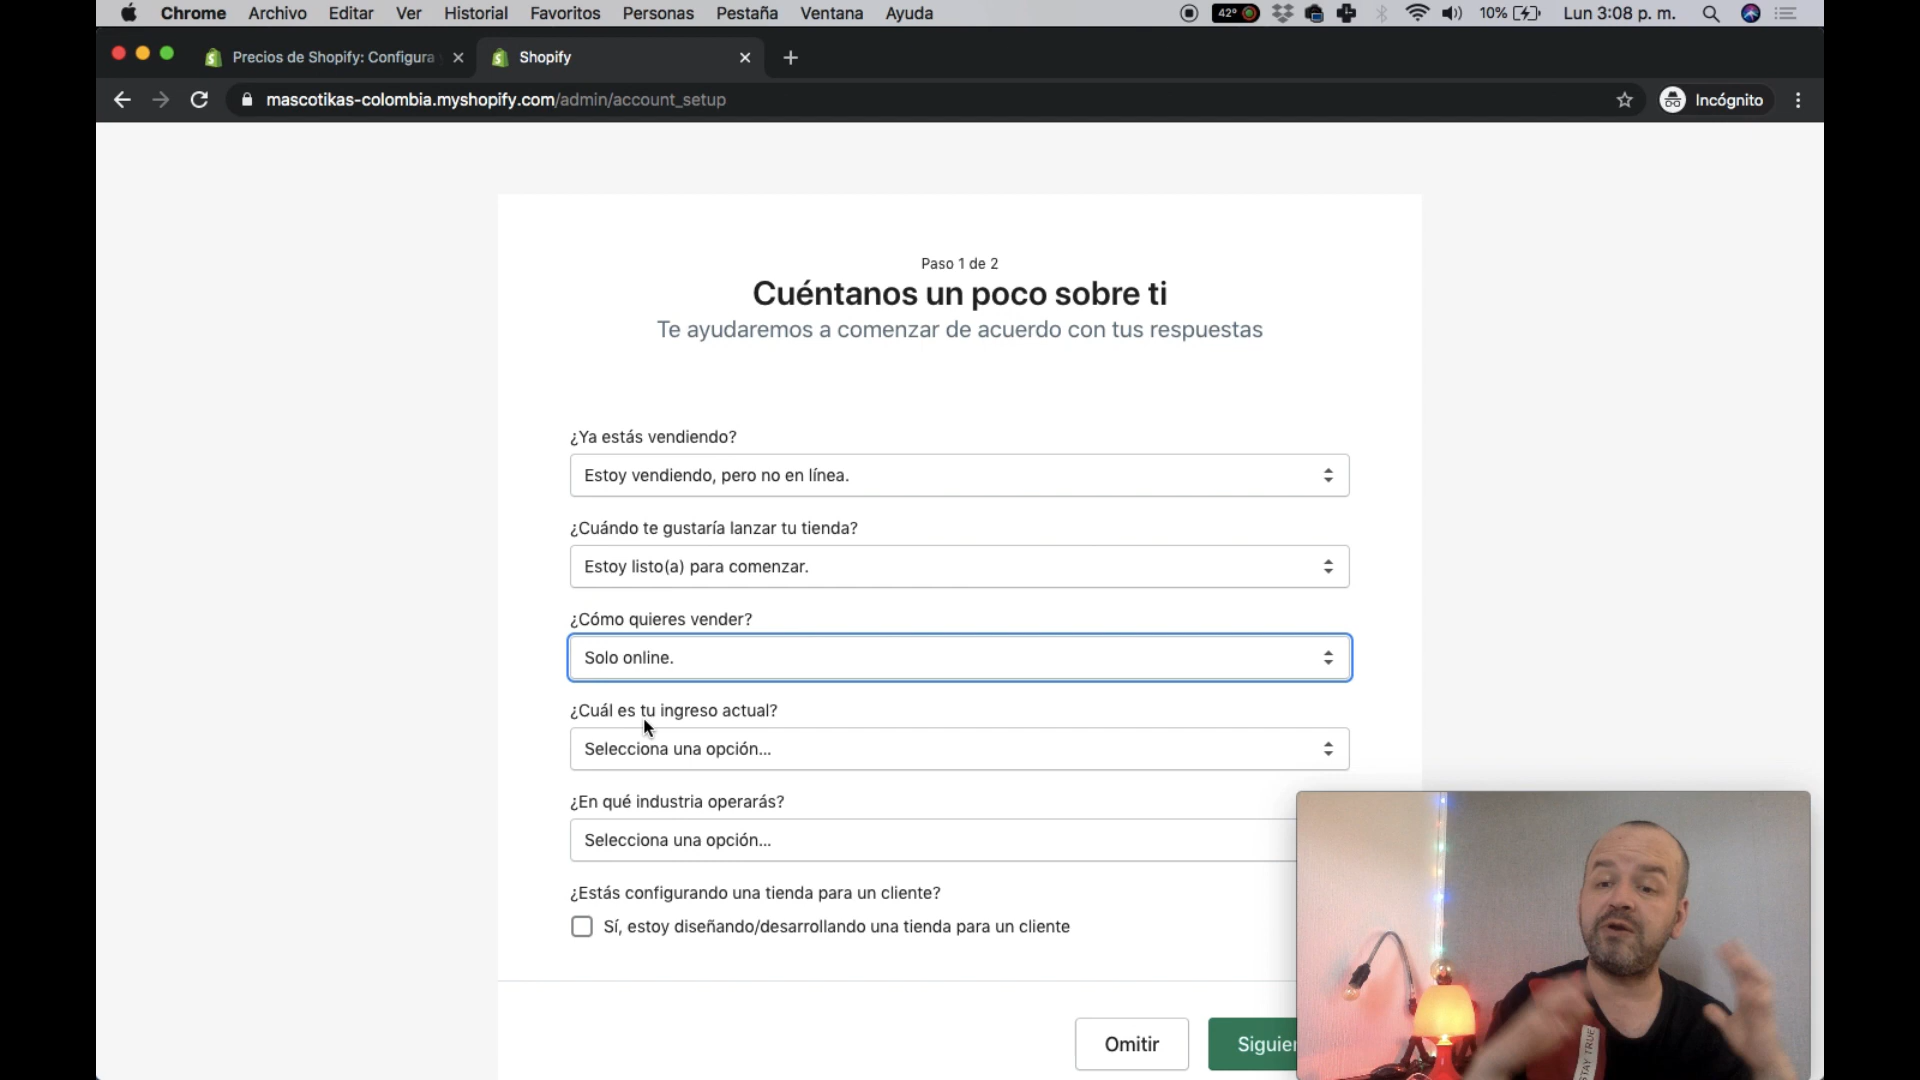 Chrome Archivo Editar Ver Historial Favoritos Personas Pestaña Ventana Ayuda 42° 10% Lun 3:08 p. m.
Precios de Shopify: Configura Shopify
mascotikas-colombia.myshopify.com/admin/account_setup Incógnito
Paso 1 de 2
Cuéntanos un poco sobre ti
Te ayudaremos a comenzar de acuerdo con tus respuestas
¿Ya estás vendiendo?
Estoy vendiendo, pero no en línea.
¿Cuándo te gustaría lanzar tu tienda?
Estoy listo(a) para comenzar.
¿Cómo quieres vender?
Solo online.
¿Cuál es tu ingreso actual?
Selecciona una opción...
¿En qué industria operarás?
Selecciona una opción...
¿Estás configurando una tienda para un cliente?
Sí, estoy diseñando/desarrollando una tienda para un cliente
Omitir Siguien
STAY TRUE